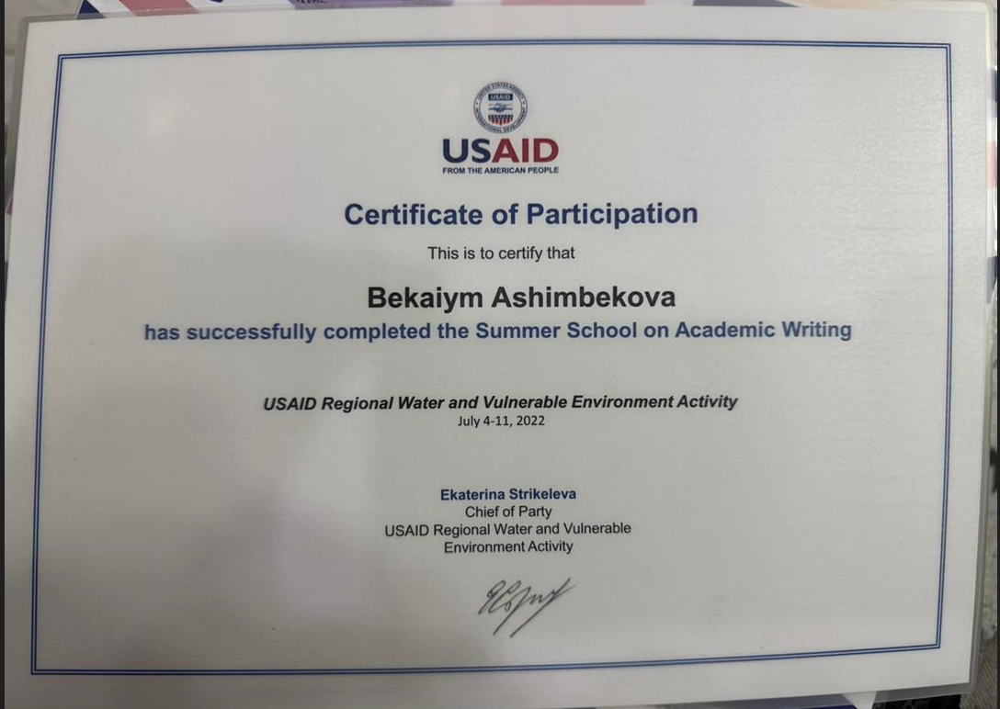 USAID
USAID
FROM THE AMERICAN PEOPLE
Certificate of Participation
This is to certify that
Bekaiym Ashimbekova
has successfully completed the Summer School on Academic Writing
USAID Regional Water and Vulnerable Environment Activity
July 4-11, 2022
Ekaterina Strikeleva
Chief of Party
USAID Regional Water and Vulnerable
Environment Activity